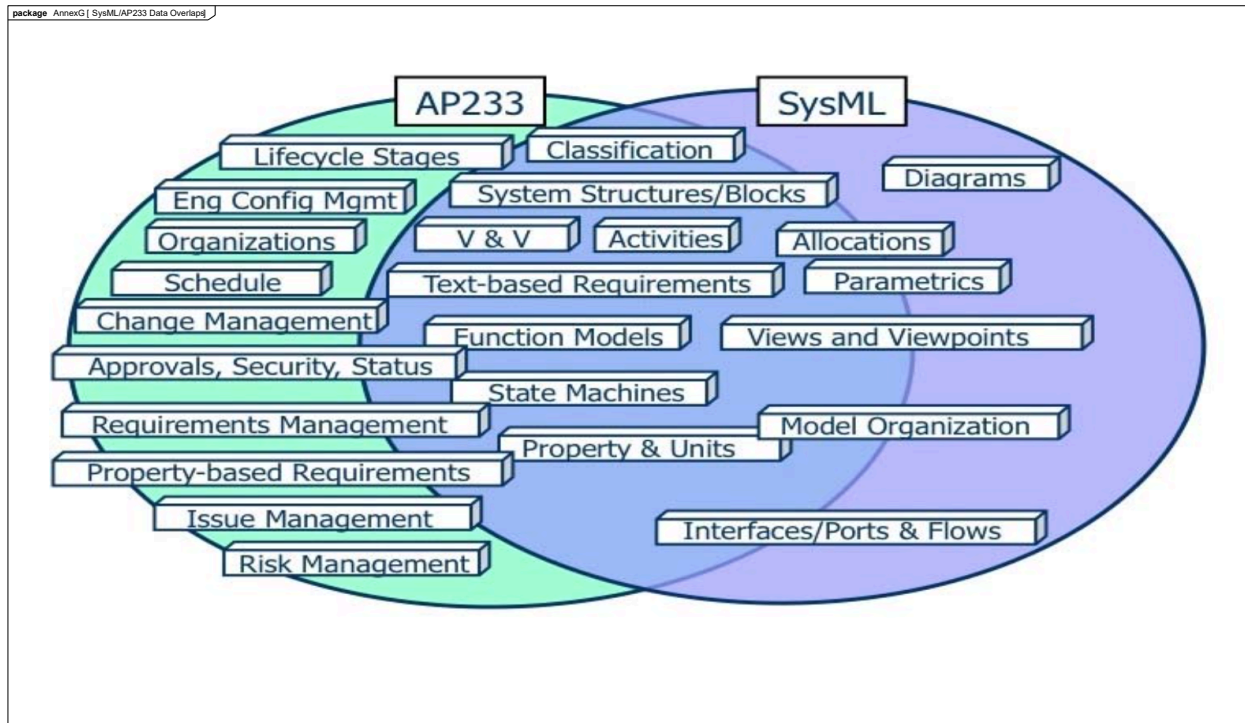 package AnnexG [ SysML/AP233 Data Overlaps]
AP233
SysML
Lifecycle Stages
Classification
Diagrams
Eng Config Mgmt
System Structures/Blocks
Organizations
V & V
Activities
Allocations
Schedule
Text-based Requirements
Parametrics
Change Management
Function Models
Views and Viewpoints
Approvals, Security, Status
State Machines
Requirements Management
Property & Units
Model Organization
Property-based Requirements
Issue Management
Interfaces/Ports & Flows
Risk Management